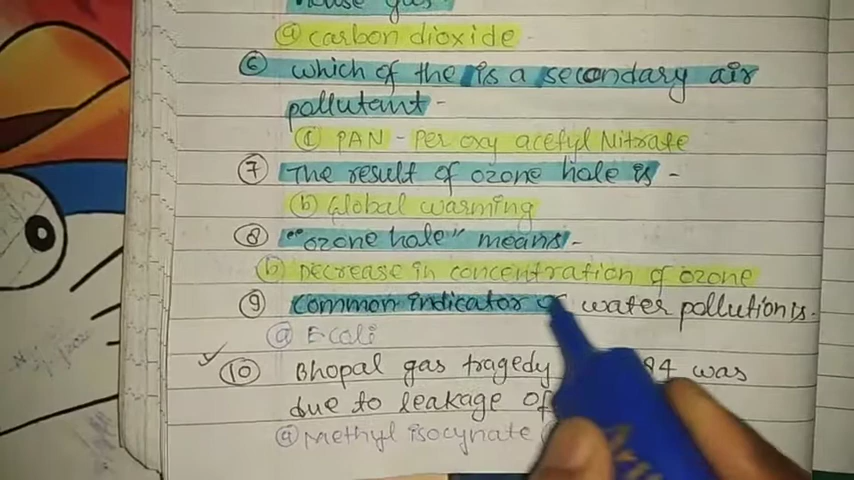 house gas
ⓐ carbon dioxide
⑥ which of the is a secondary air
pollutant -
ⓒ PAN - Per oxy acetyl Nitrate
⑦ The result of ozone hole is -
ⓑ Global warming
⑧ "ozone hole" means -
ⓑ Decrease in concentration of ozone
⑨ common indicator of water pollution is.
ⓐ E coli
⑩ Bhopal gas tragedy 84 was
due to leakage of
ⓐ Methyl isocynate